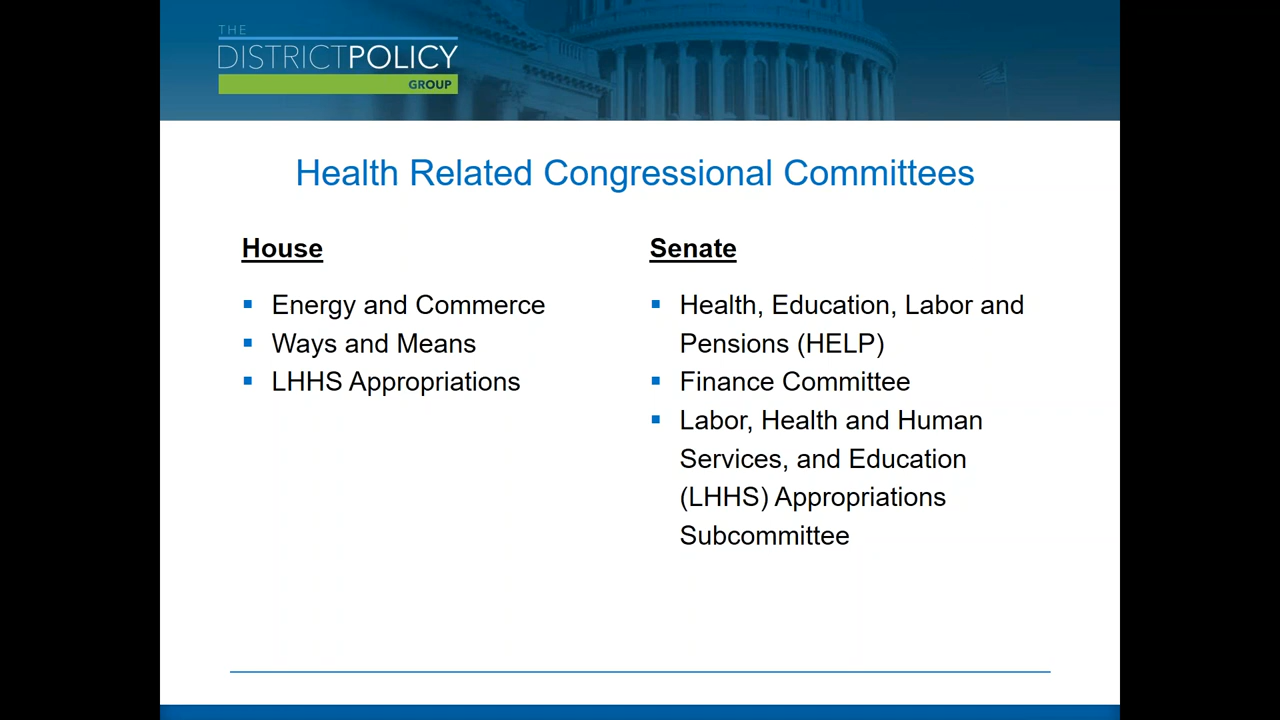 THE
DISTRICTPOLICY
GROUP
Health Related Congressional Committees
House
Energy and Commerce
Ways and Means
LHHS Appropriations
Senate
Health, Education, Labor and
Pensions (HELP)
Finance Committee
Labor, Health and Human
Services, and Education
(LHHS) Appropriations
Subcommittee